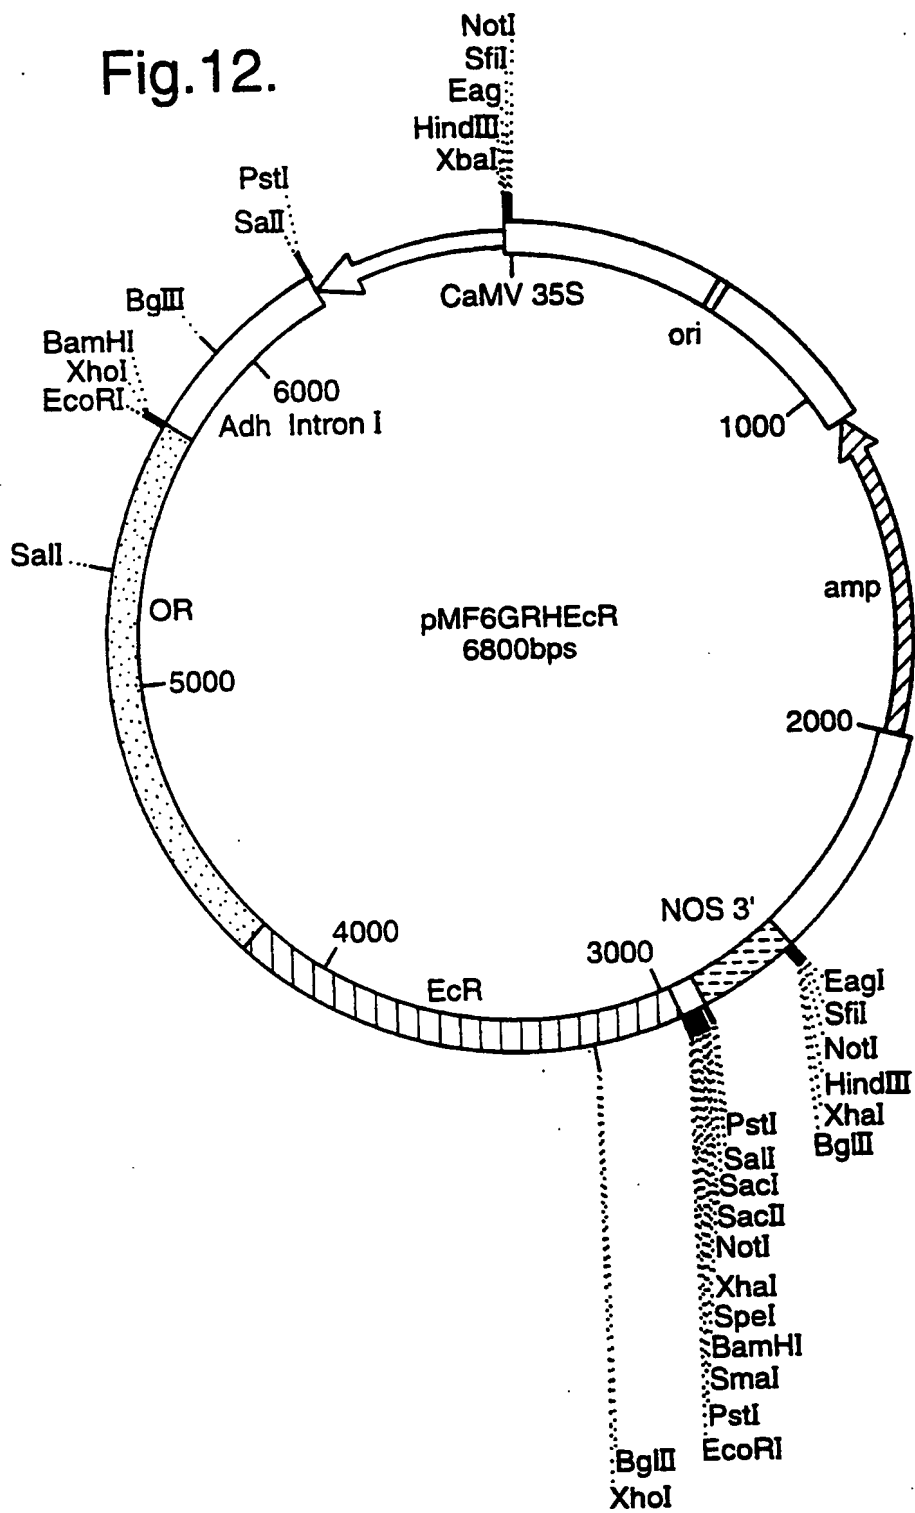 Fig.12.
NotI
SfiI
Eag
HindIII
XbaI
PstI
SalI
BglII
BamHI
XhoI
EcoRI
SalI
CaMV 35S
ori
6000
Adh Intron I
1000
amp
OR
pMF6GRHEcR
6800bps
5000
2000
NOS 3'
4000
3000
EcR
EagI
SfiI
NotI
HindIII
XhaI
BglII
PstI
SalI
SacI
SacII
NotI
XhaI
SpeI
BamHI
SmaI
PstI
EcoRI
BglII
XhoI